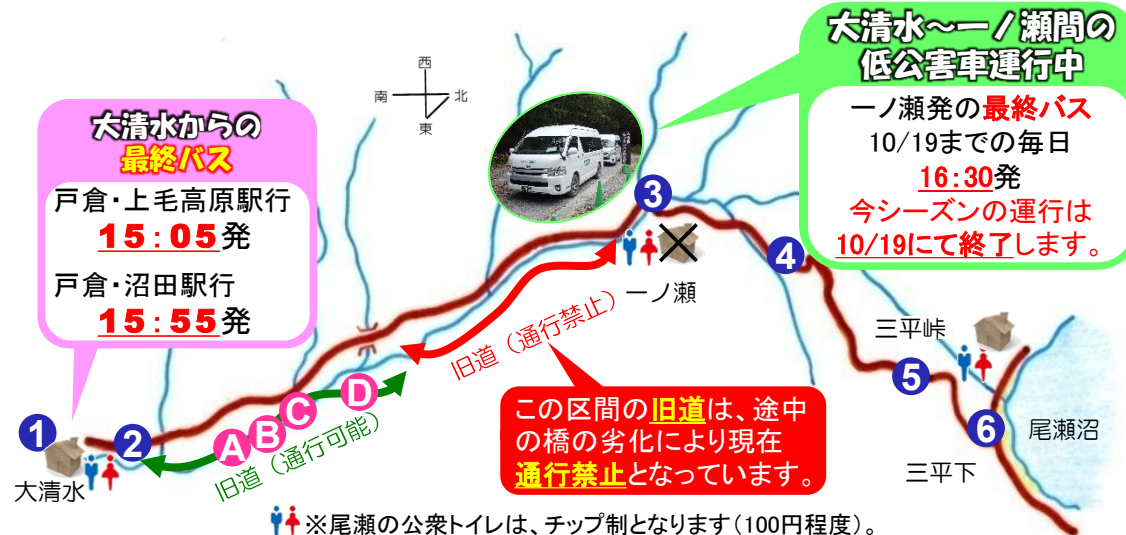 大清水からの
最終バス
戸倉・上毛高原駅行
15:05発
戸倉・沼田駅行
15:55発
西
南
北
東
大清水～一ノ瀬間の
低公害車運行中
一ノ瀬発の最終バス
10/19までの毎日
16:30発
今シーズンの運行は
10/19にて終了します。
3
4
一ノ瀬
旧道（通行禁止）
三平峠
5
6
尾瀬沼
三平下
この区間の旧道は、途中
の橋の劣化により現在
通行禁止となっています。
1
2
A
B
C
D
旧道（通行可能）
大清水
※尾瀬の公衆トイレは、チップ制となります（100円程度）。